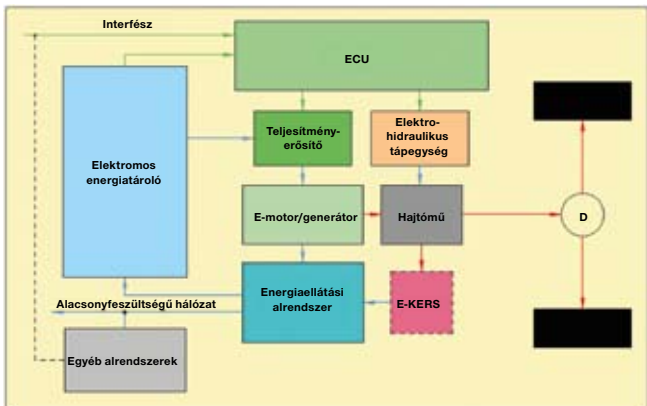 Interfész
ECU
Elektromos
energiatároló
Teljesítmény-
erősítő
Elektro-
hidraulikus
tápegység
E-motor/generátor
Hajtómű
D
Energiaellátási
alrendszer
E-KERS
Alacsonyfeszültségű hálózat
Egyéb alrendszerek